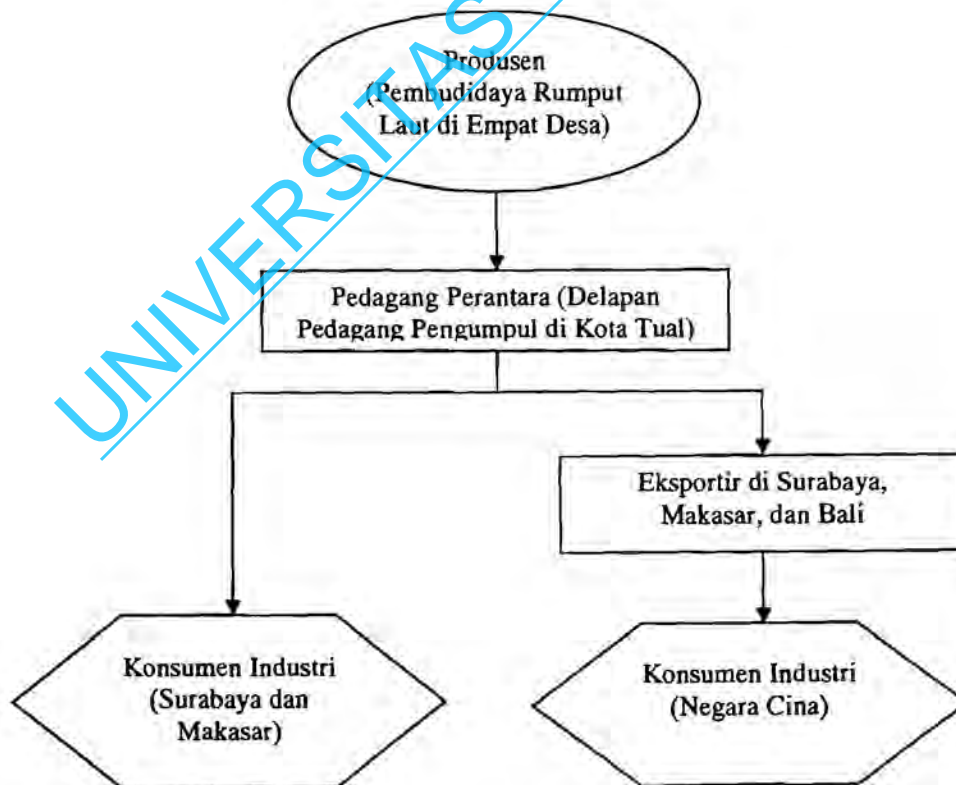 UNIVERSITAS
Produsen
(Pembudidaya Rumput
Laut di Empat Desa)
Pedagang Perantara (Delapan
Pedagang Pengumpul di Kota Tual)
Eksportir di Surabaya,
Makasar, dan Bali
Konsumen Industri
(Surabaya dan
Makasar)
Konsumen Industri
(Negara Cina)